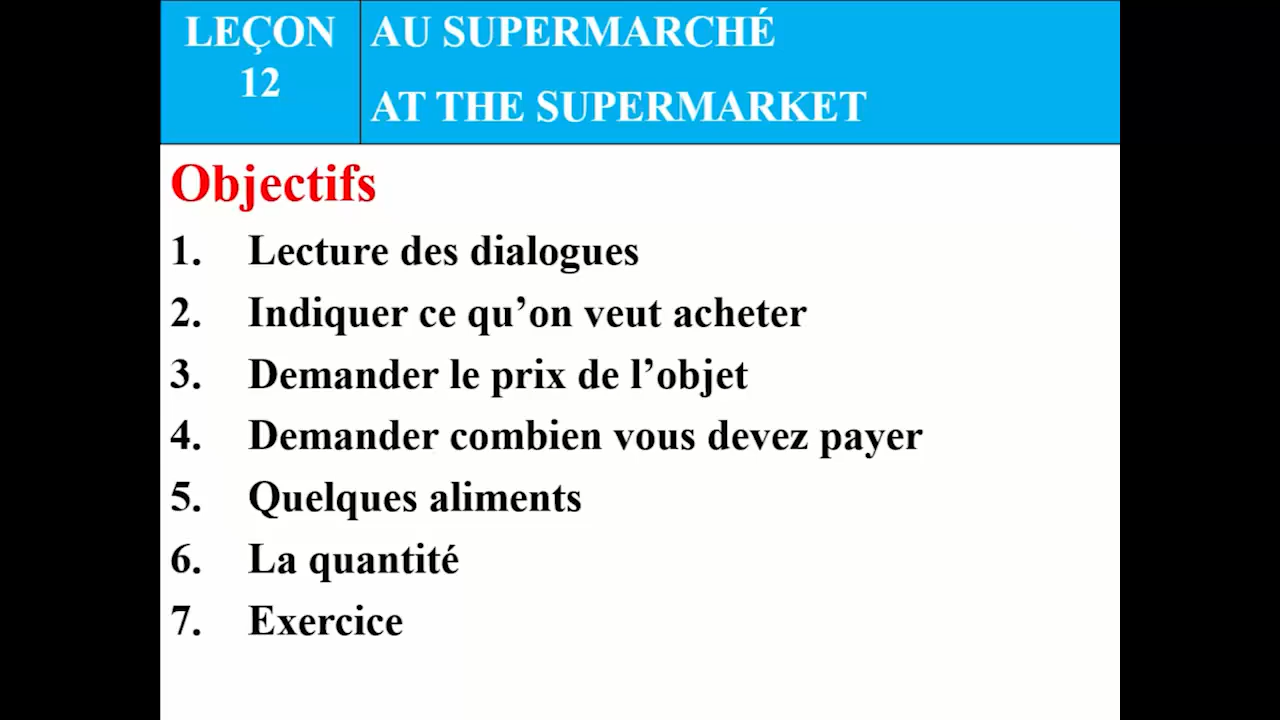 LEÇON
12
AU SUPERMARCHÉ
AT THE SUPERMARKET
Objectifs
1. Lecture des dialogues
2. Indiquer ce qu’on veut acheter
3. Demander le prix de l’objet
4. Demander combien vous devez payer
5. Quelques aliments
6. La quantité
7. Exercice